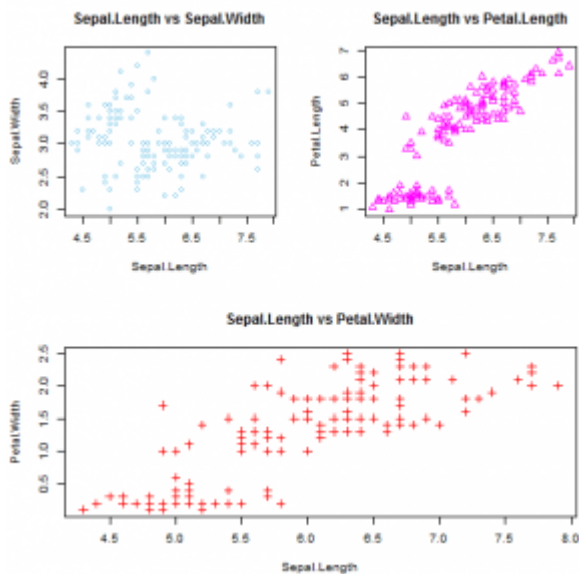 Sepal.Length vs Sepal.Width
Sepal.Width
2.0 2.5 3.0 3.5 4.0
4.5 5.5 6.5 7.5
Sepal.Length
Sepal.Length vs Petal.Length
Petal.Length
1 2 3 4 5 6 7
4.5 5.5 6.5 7.5
Sepal.Length
Sepal.Length vs Petal.Width
Petal.Width
0.5 1.0 1.5 2.0 2.5
4.5 5.0 5.5 6.0 6.5 7.0 7.5 8.0
Sepal.Length